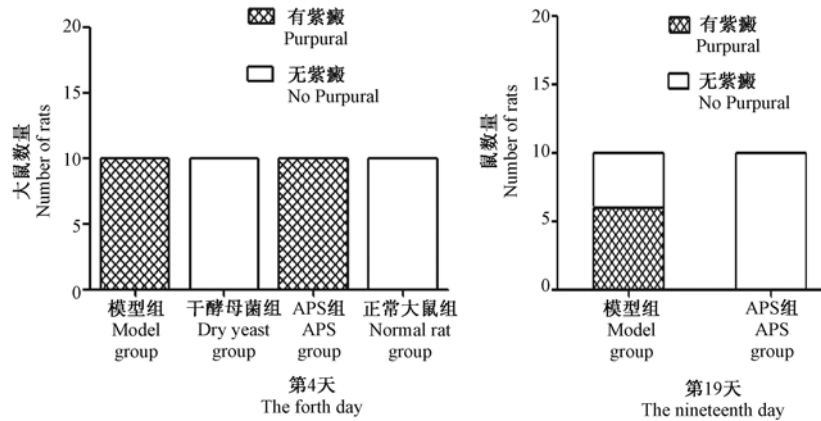 有紫癜
Purpural
无紫癜
No Purpural
大鼠数量
Number of rats
20
15
10
5
0
模型组
Model
group
干酵母菌组
Dry yeast
group
APS组
APS
group
正常大鼠组
Normal rat
group
第4天
The forth day
有紫癜
Purpural
无紫癜
No Purpural
鼠数量
Number of rats
20
15
10
5
0
模型组
Model
group
APS组
APS
group
第19天
The nineteenth day